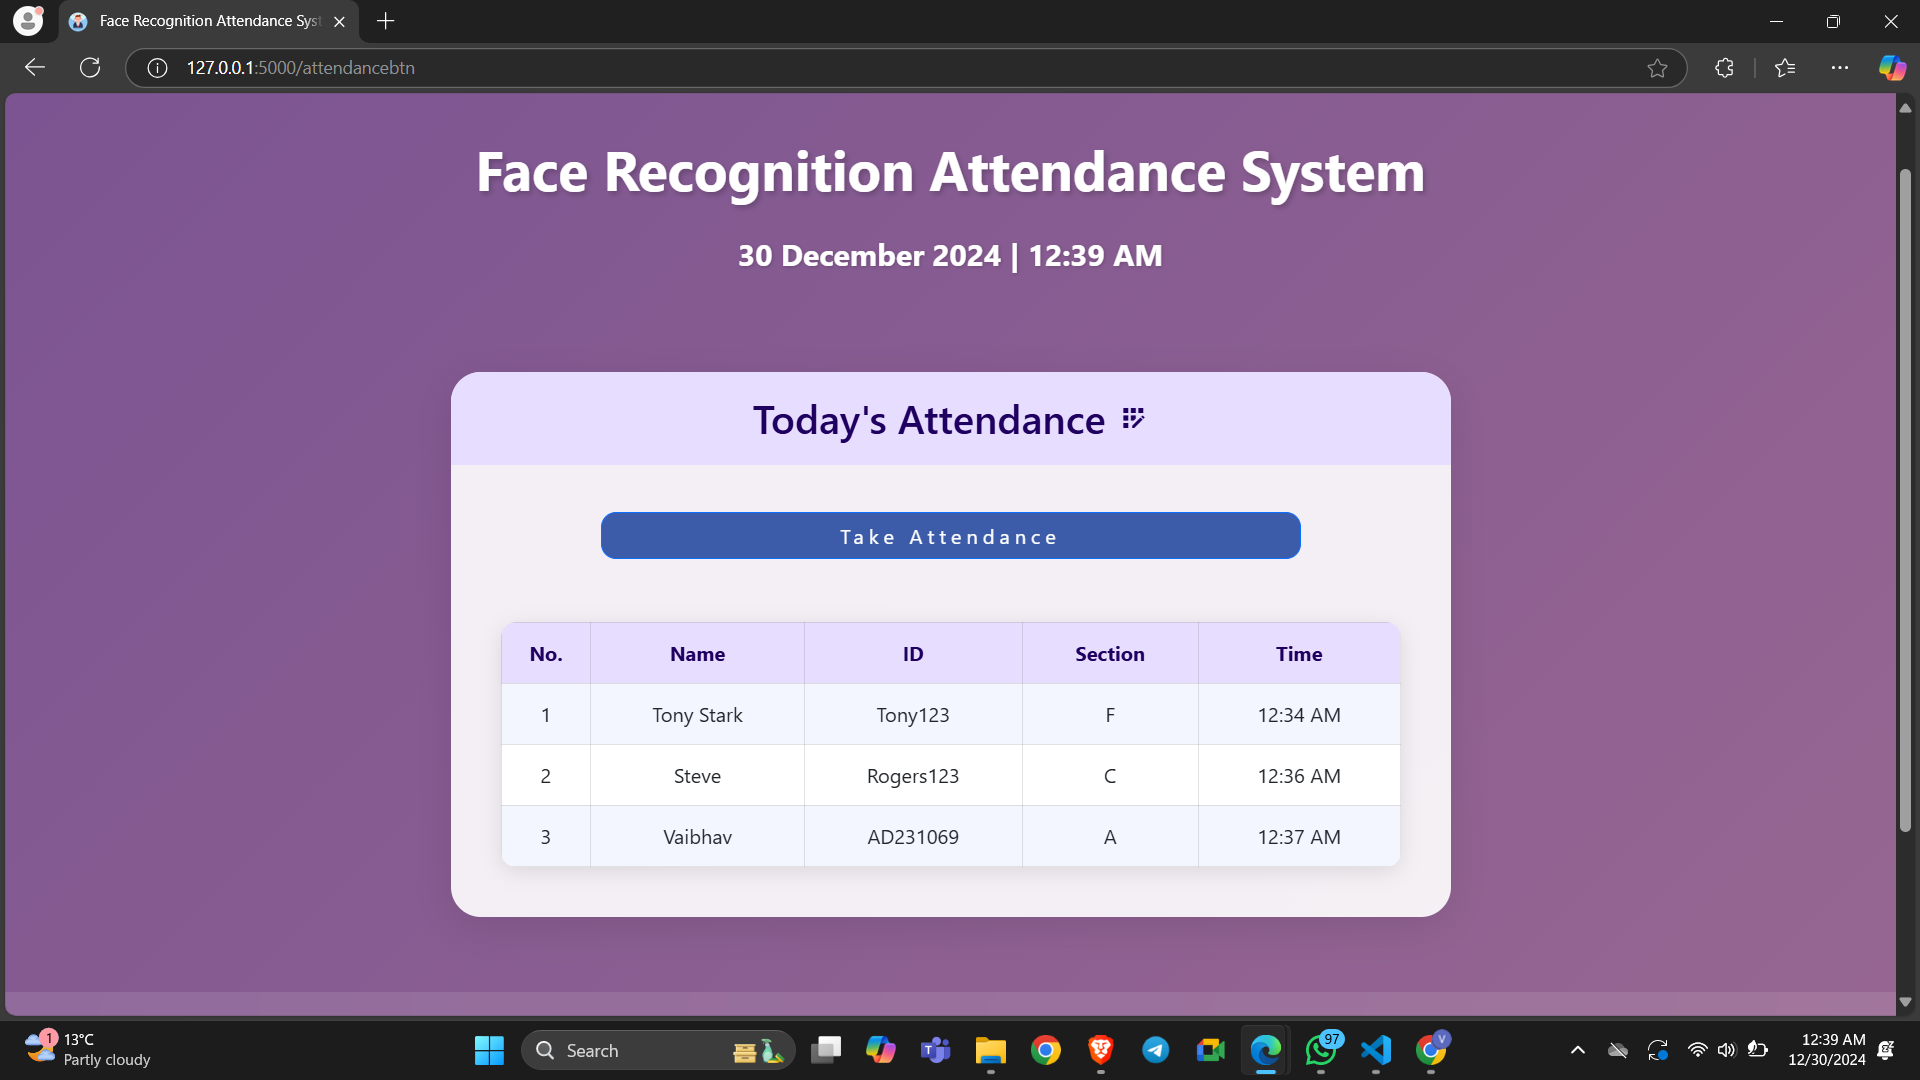 Face Recognition Attendance Syst
127.0.0.1:5000/attendancebtn
Face Recognition Attendance System
30 December 2024 | 12:39 AM
Today's Attendance
Take Attendance
No. Name ID Section Time
1 Tony Stark Tony123 F 12:34 AM
2 Steve Rogers123 C 12:36 AM
3 Vaibhav AD231069 A 12:37 AM
1
13°C
Partly cloudy
Search
T
97
V
12:39 AM
12/30/2024